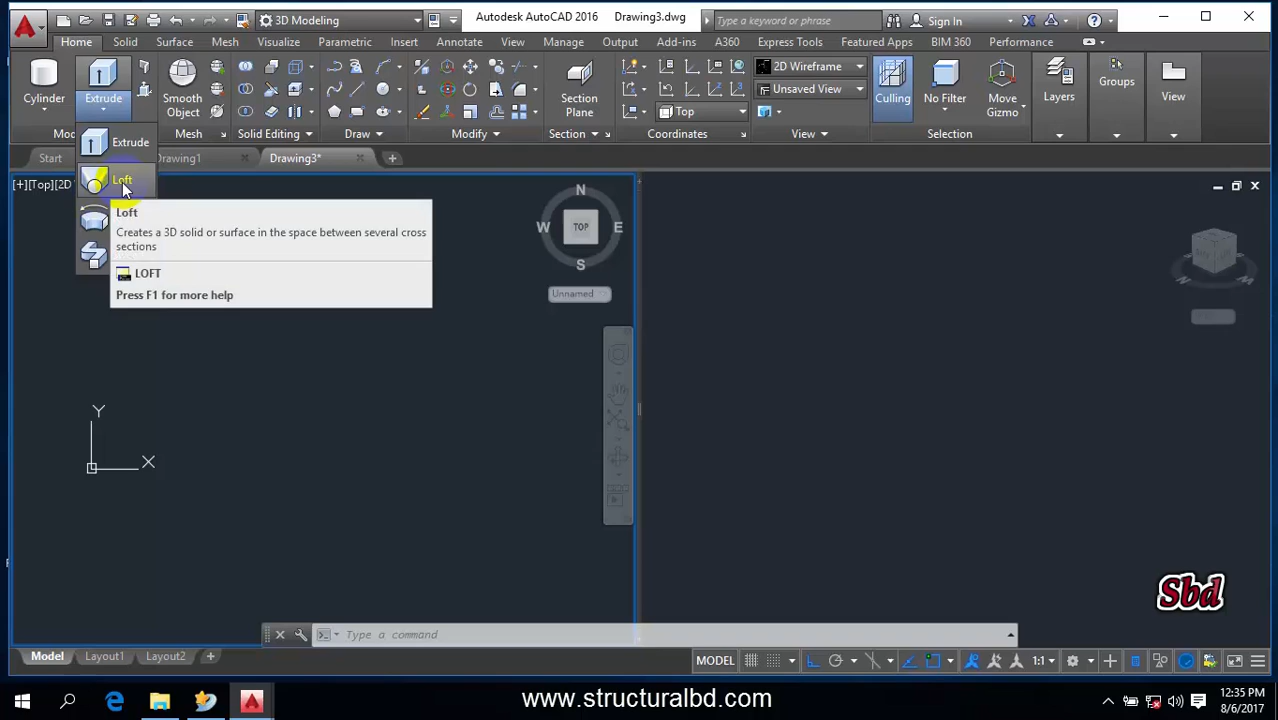 3D Modeling
Autodesk AutoCAD 2016 Drawing3.dwg
Type a keyword or phrase
Sign In
Home Solid Surface Mesh Visualize Parametric Insert Annotate View Manage Output Add-ins A360 Express Tools Featured Apps BIM 360 Performance
2D Wireframe
Unsaved View
Top
Cylinder Extrude Smooth Object Section Plane Culling No Filter Move Gizmo Layers Groups View
Mesh Solid Editing Draw Modify Section Coordinates View Selection
Extrude
Start Drawing3*
Loft
[+][Top][2D
Loft
Creates a 3D solid or surface in the space between several cross
sections
LOFT
Press F1 for more help
N
W TOP E
S
Unnamed
Y
X
Sbd
Type a command
Model Layout1 Layout2
MODEL 1:1
www.structuralbd.com
12:35 PM
8/6/2017